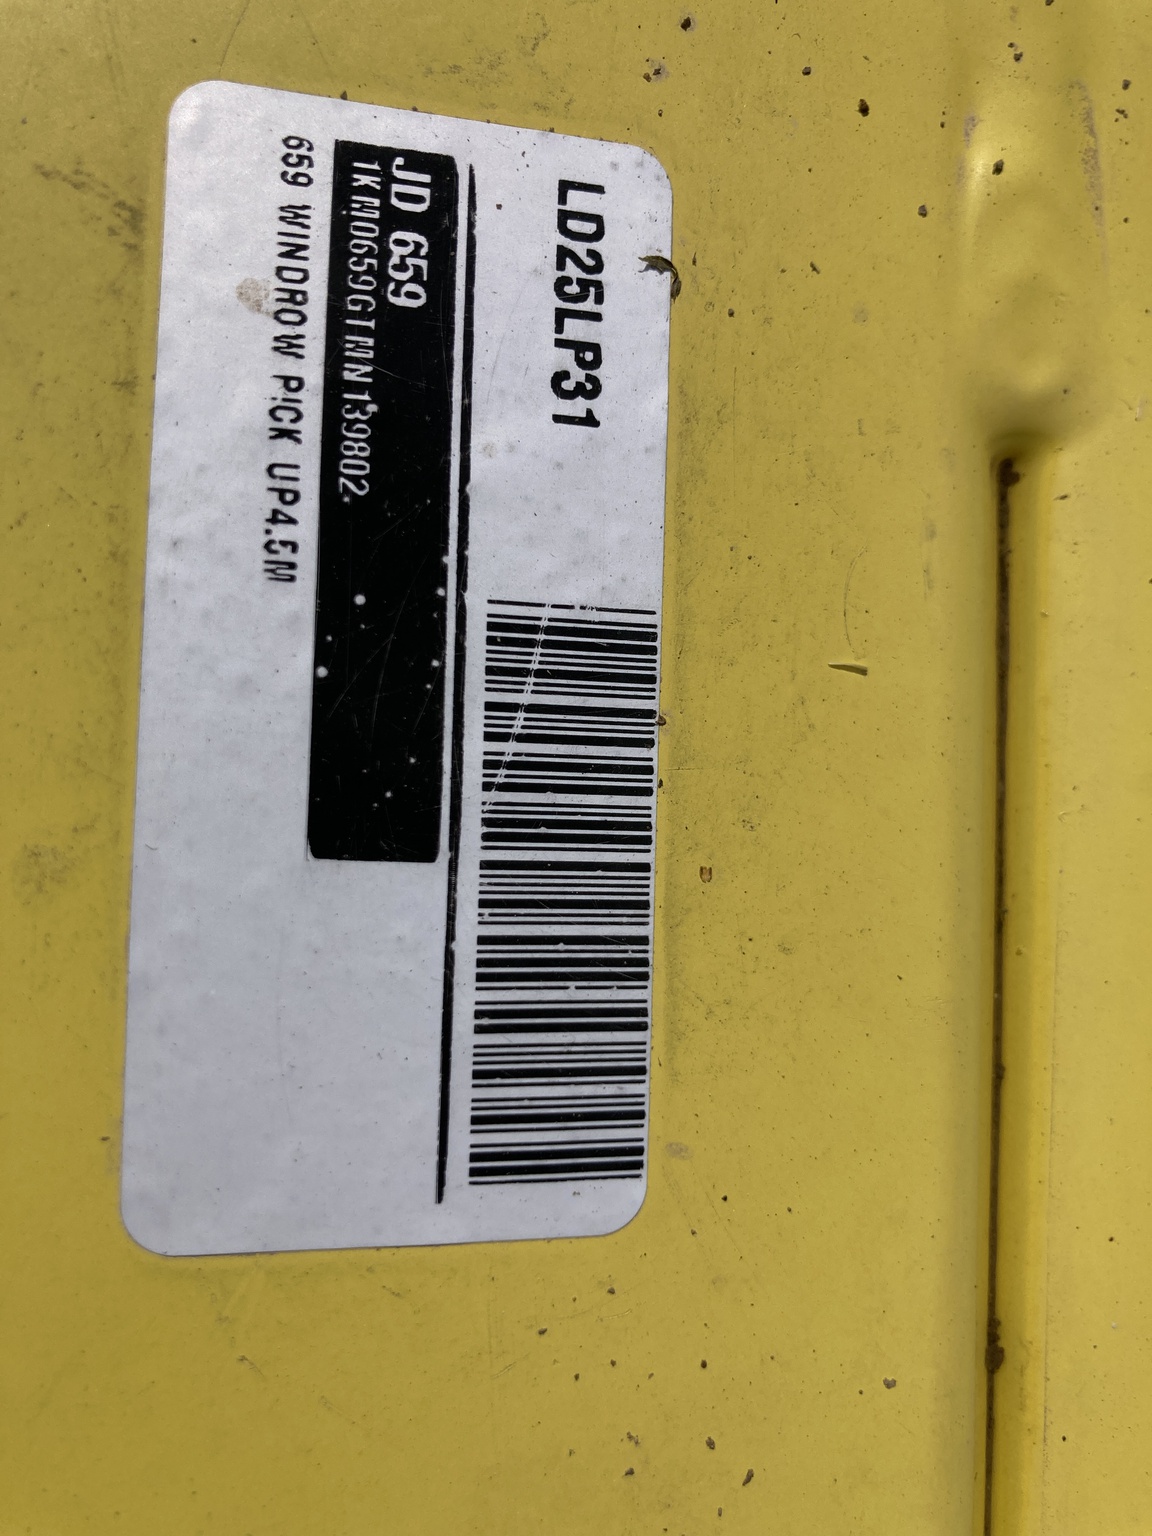 LD25LP31
JD 659
1KM0659GTMN139802
659 WINDROW PICK UP4.5M